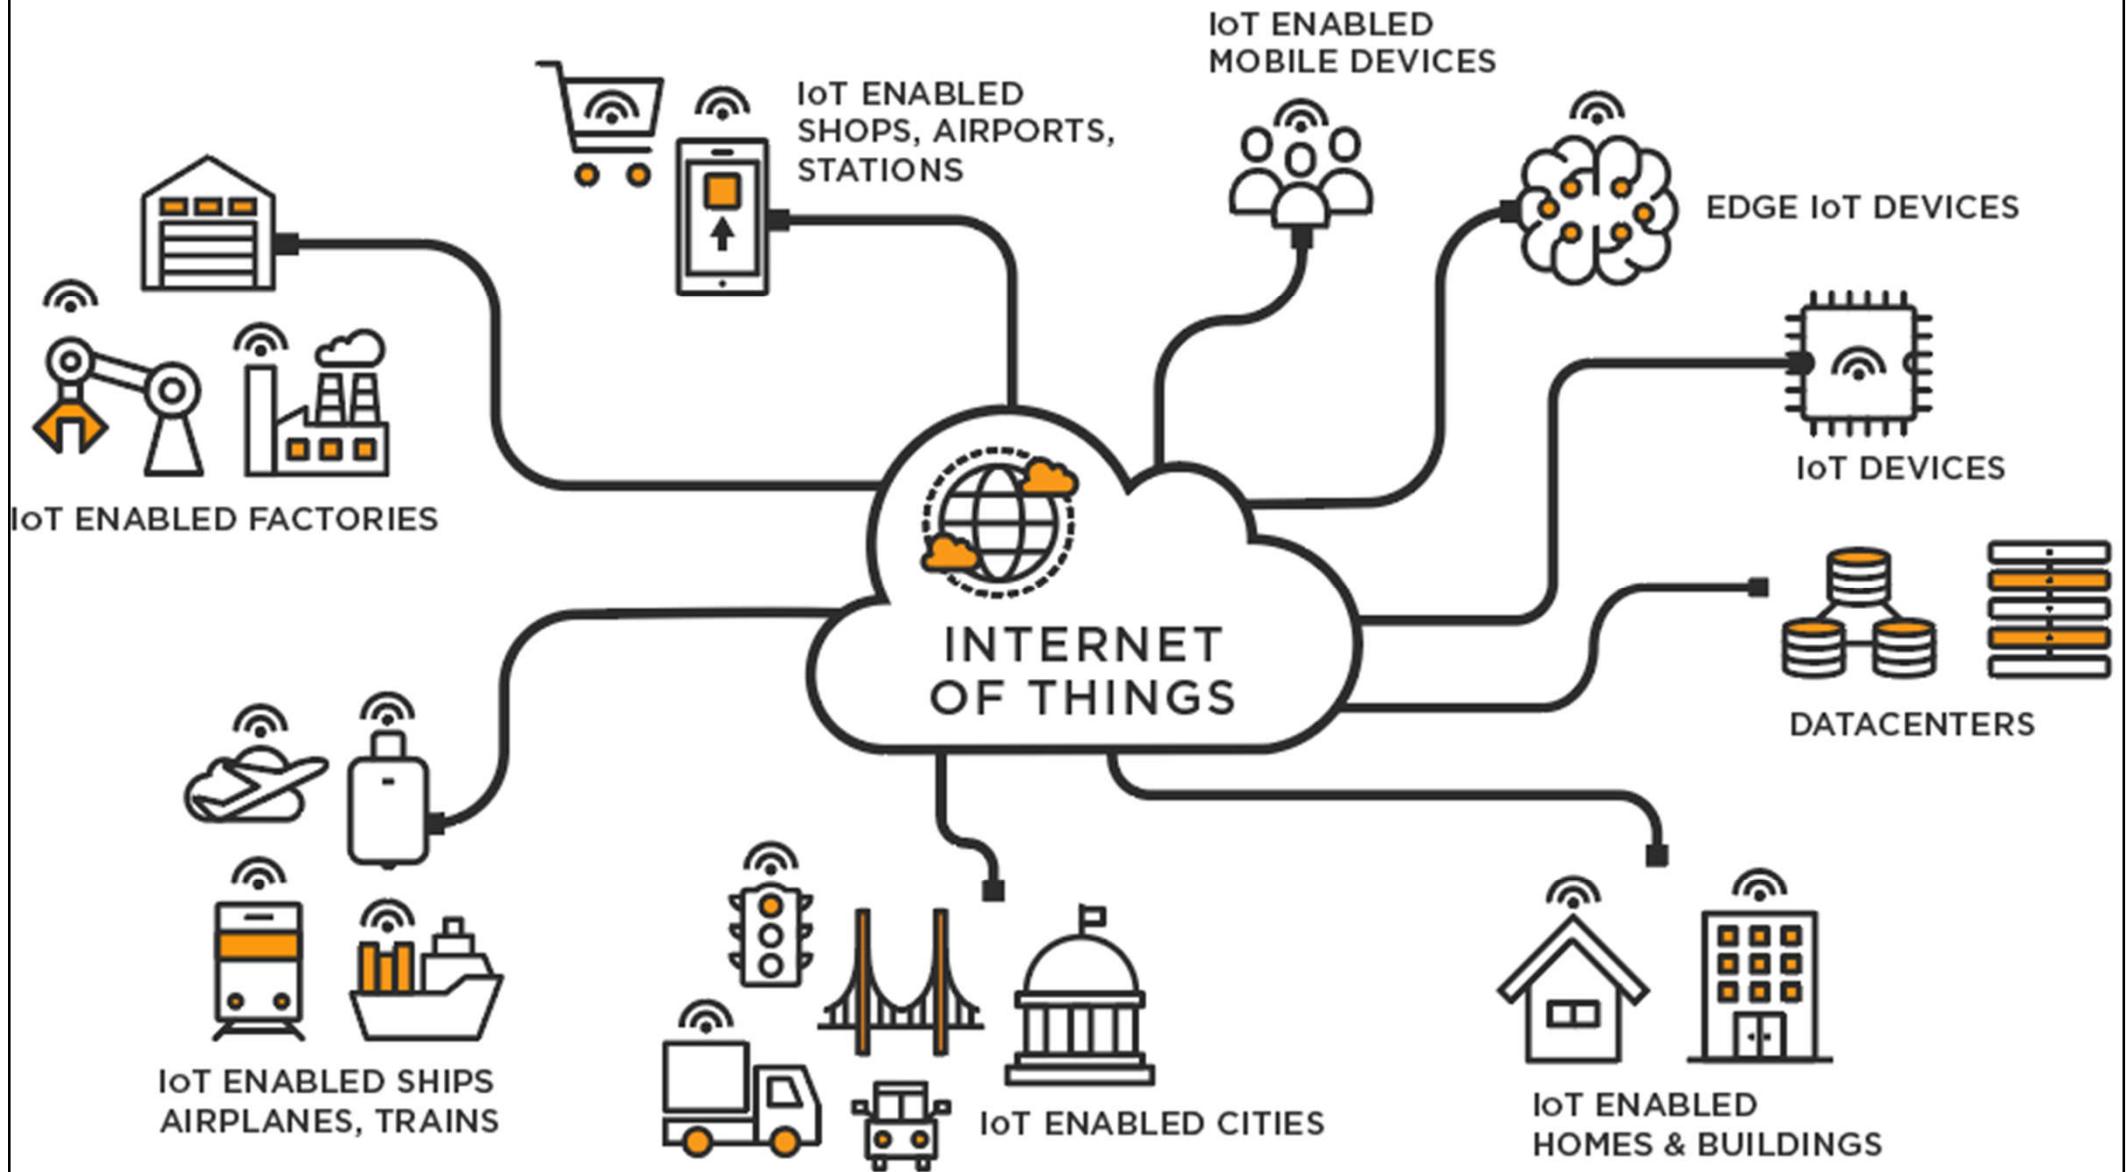 IoT ENABLED
MOBILE DEVICES
IoT ENABLED
SHOPS, AIRPORTS,
STATIONS
EDGE IoT DEVICES
IoT DEVICES
IoT ENABLED FACTORIES
INTERNET
OF THINGS
DATACENTERS
IoT ENABLED SHIPS
AIRPLANES, TRAINS
IoT ENABLED CITIES
IoT ENABLED
HOMES & BUILDINGS